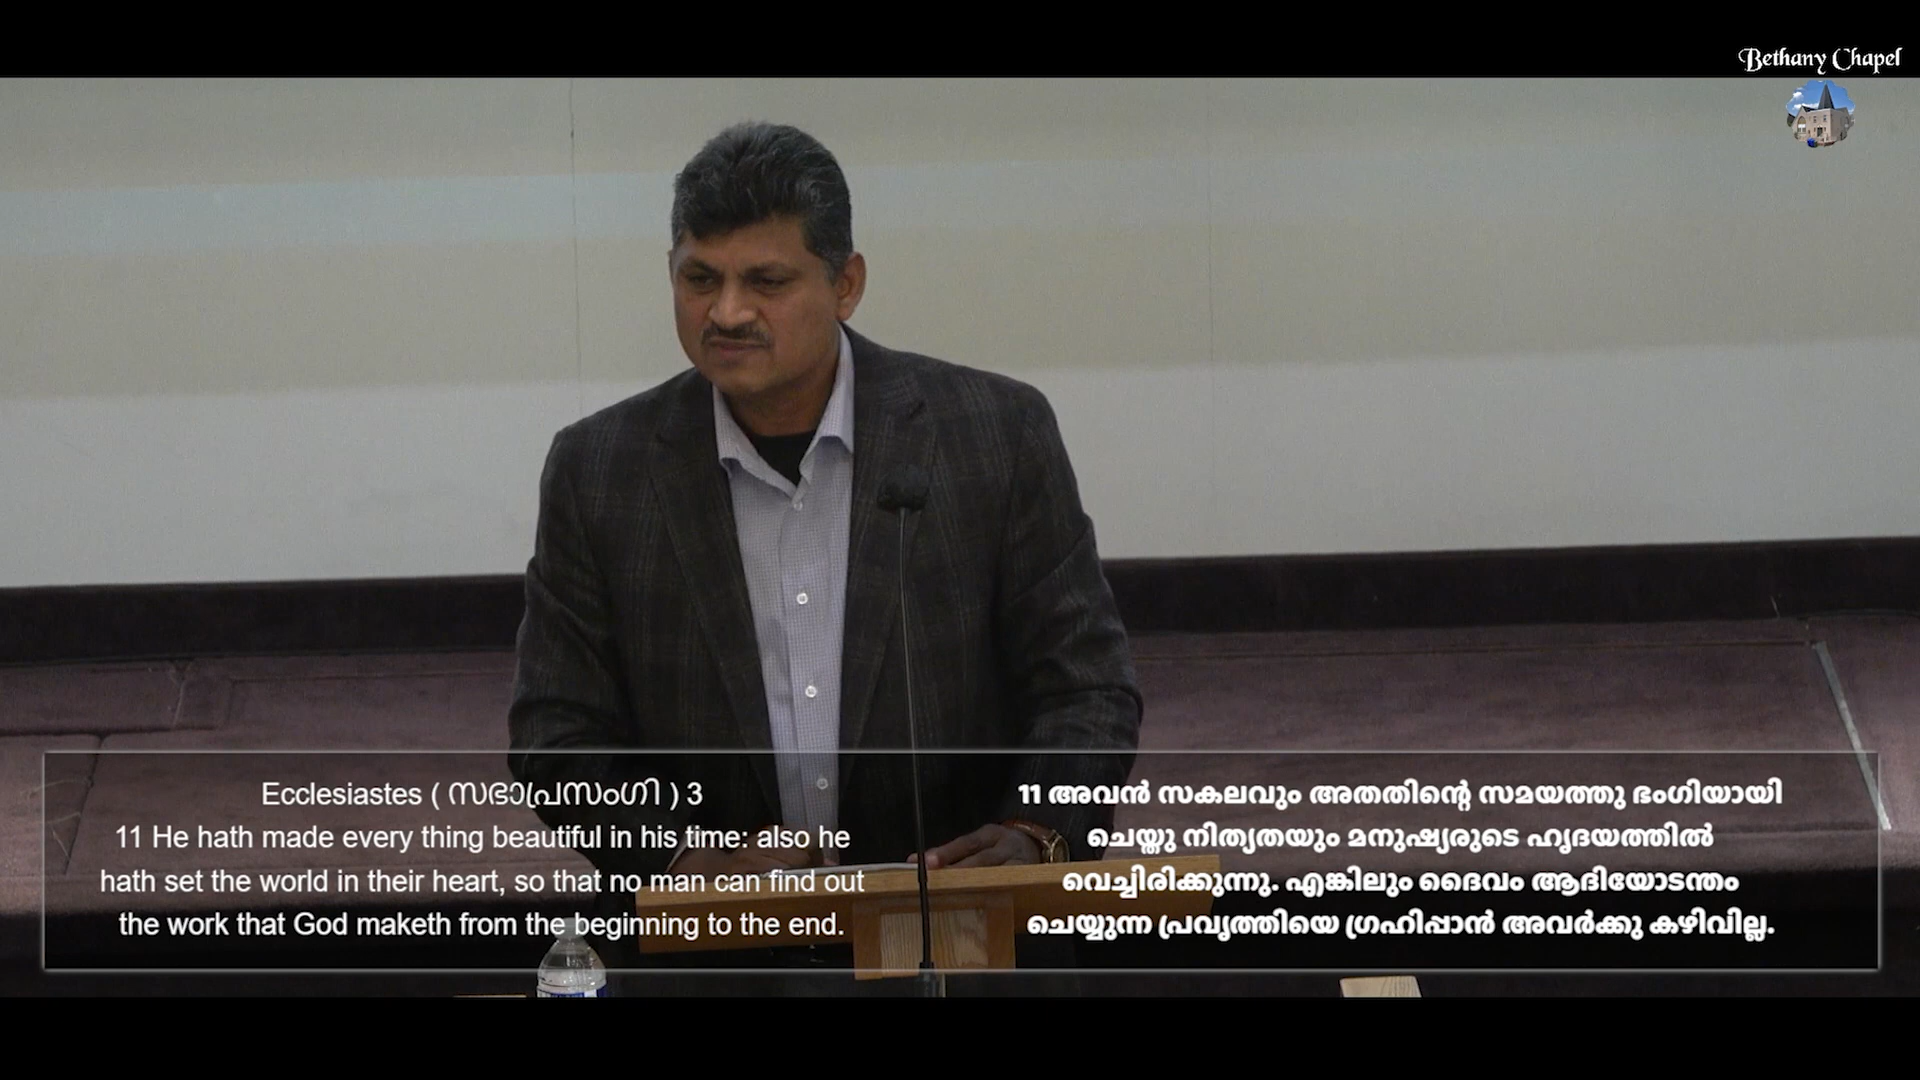 Bethany Chapel
Ecclesiastes ( സഭാപ്രസംഗി ) 3
11 He hath made every thing beautiful in his time: also he
hath set the world in their heart, so that no man can find out
the work that God maketh from the beginning to the end.
11 അവൻ സകലവും അതതിന്റെ സമയത്തു ഭംഗിയായി
ചെയ്തു നിത്യതയും മനുഷ്യരുടെ ഹൃദയത്തിൽ
വെച്ചിരിക്കുന്നു. എങ്കിലും ദൈവം ആദിയോടന്തം
ചെയ്യുന്ന പ്രവൃത്തിയെ ഗ്രഹിപ്പാൻ അവർക്കു കഴിവില്ല.